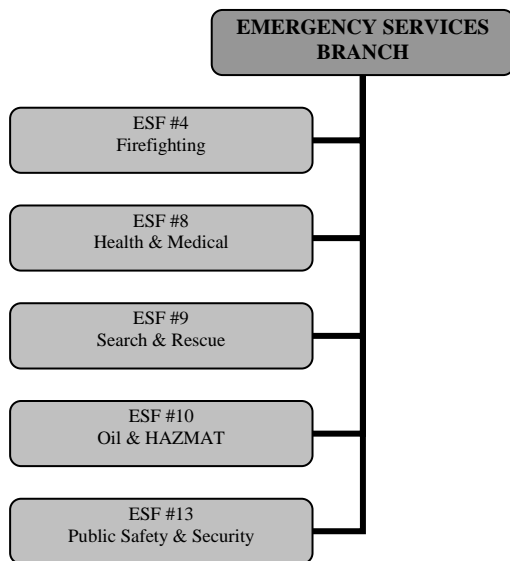 EMERGENCY SERVICES
BRANCH
ESF #4
Firefighting
ESF #8
Health & Medical
ESF #9
Search & Rescue
ESF #10
Oil & HAZMAT
ESF #13
Public Safety & Security